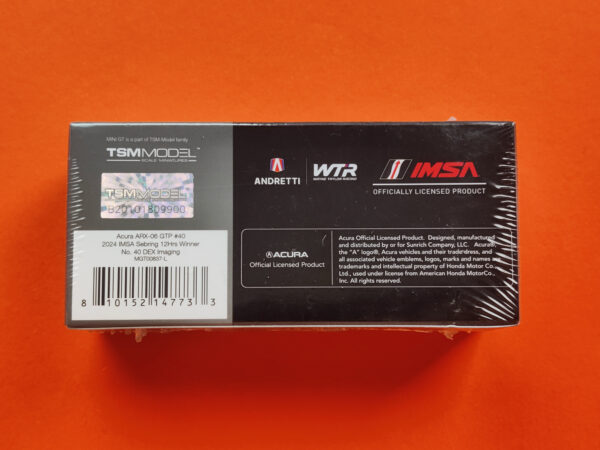 MINI GT is a part of TSM Model family
TSMMODEL™
SCALE MINIATURES
TSMMODEL
B20101809900
Acura ARX-06 GTP #40
2024 IMSA Sebring 12Hrs Winner
No. 40 DEX Imaging
MGT00837-L
8 10152 14773 3
ANDRETTI
WTR
WAYNE TAYLOR RACING
IMSA
OFFICIALLY LICENSED PRODUCT
ACURA
Official Licensed Product
Acura Official Licensed Product. Designed, manufactured
and distributed by or for Sunrich Company, LLC. Acura®,
the "A" logo®, Acura vehicles and their tradedress, and
all associated vehicle emblems, logos, marks and names are
trademarks and intellectual property of Honda Motor Co.,
Ltd., used under license from American Honda Motor Co.,
Inc. All rights reserved.